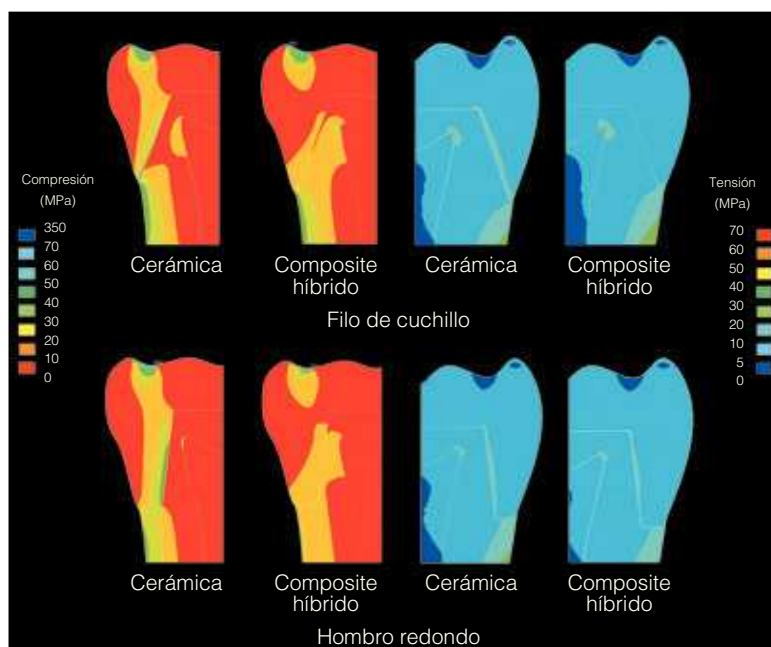 Compresión
(MPa)
350
70
60
50
40
30
20
10
0
Tensión
(MPa)
70
60
50
40
30
20
10
5
0
Cerámica
Composite
híbrido
Cerámica
Composite
híbrido
Filo de cuchillo
Cerámica
Composite
híbrido
Cerámica
Composite
híbrido
Hombro redondo